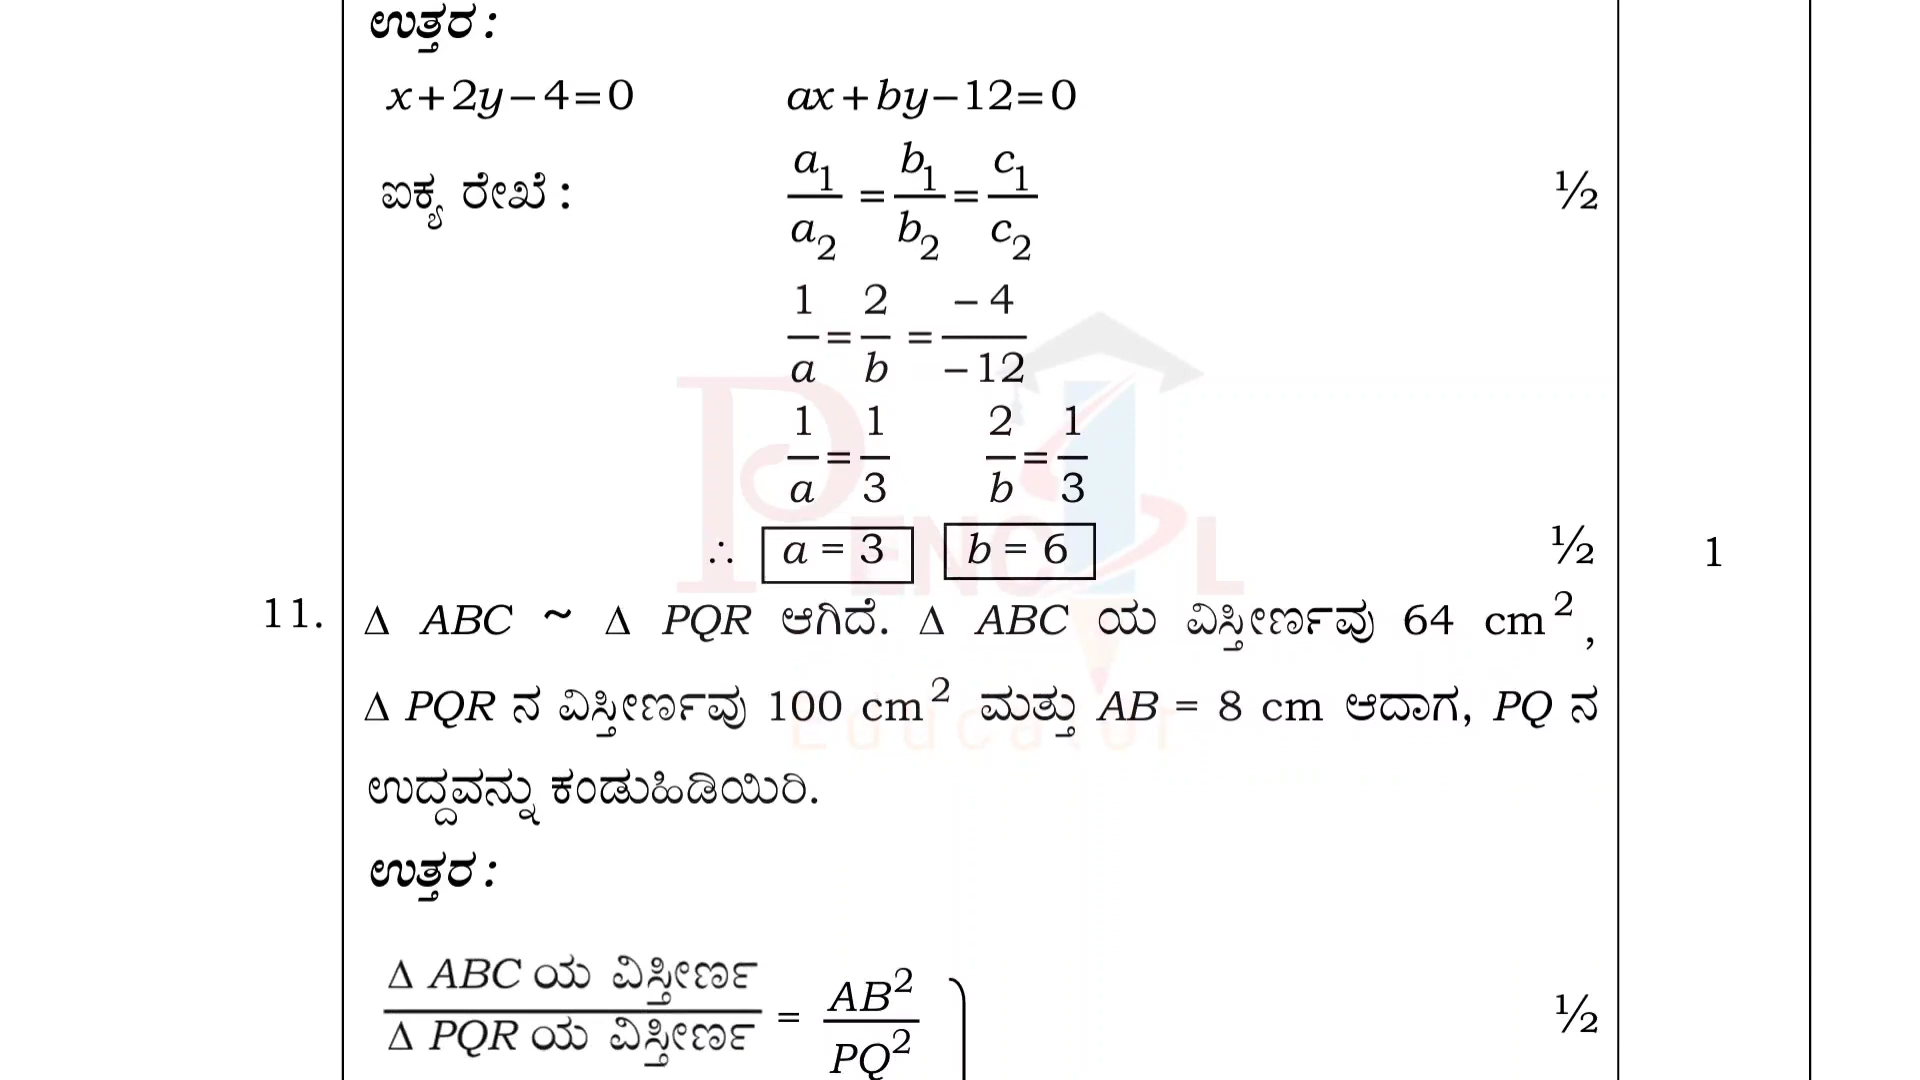 ಉತ್ತರ :
x+2y–4=0 ax+by–12=0
ಐಕ್ಯ ರೇಖೆ : a₁/a₂ = b₁/b₂ = c₁/c₂ ½
1/a = 2/b = –4/–12
1/a = 1/3 2/b = 1/3
∴ a = 3 b = 6 ½ 1
11. Δ ABC ~ Δ PQR ಆಗಿದೆ. Δ ABC ಯ ವಿಸ್ತೀರ್ಣವು 64 cm²,
Δ PQR ನ ವಿಸ್ತೀರ್ಣವು 100 cm² ಮತ್ತು AB = 8 cm ಆದಾಗ, PQ ನ
ಉದ್ದವನ್ನು ಕಂಡುಹಿಡಿಯಿರಿ.
ಉತ್ತರ :
Δ ABC ಯ ವಿಸ್ತೀರ್ಣ / Δ PQR ಯ ವಿಸ್ತೀರ್ಣ = AB²/PQ² ½
PENCIL
Educator